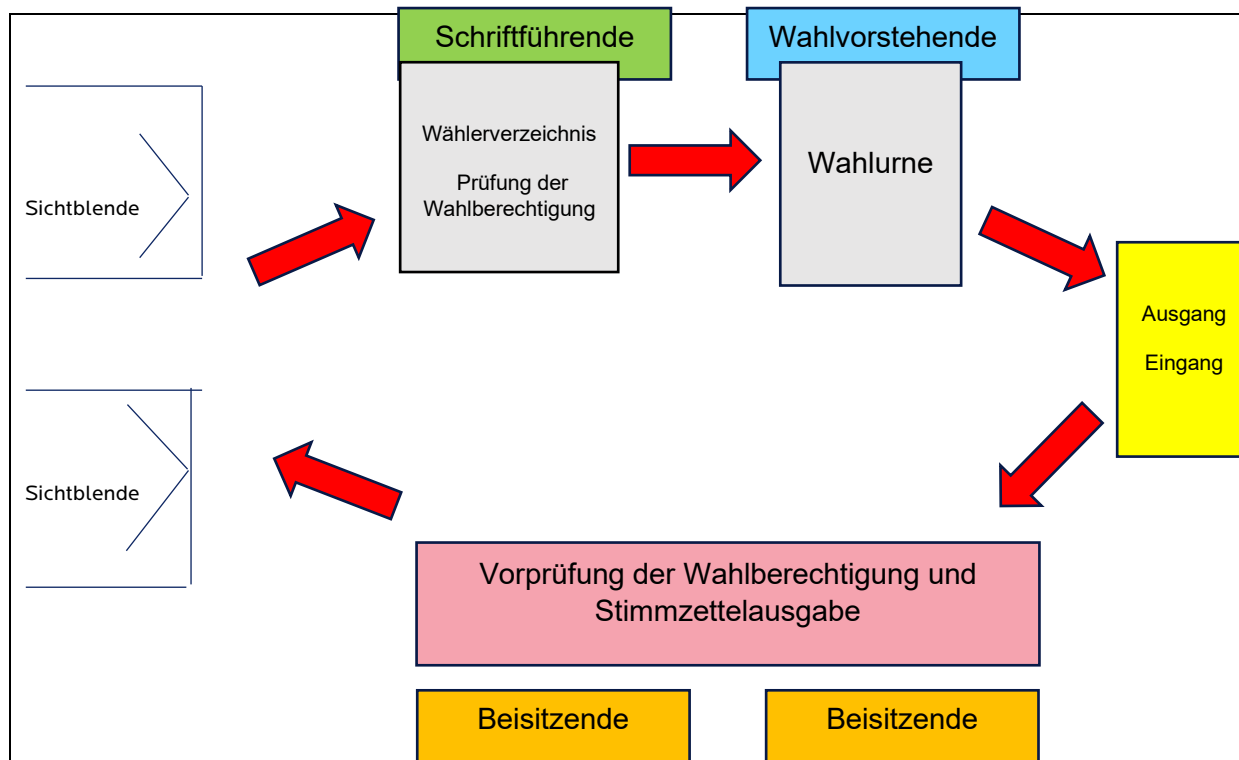 Schriftführende
Wahlvorstehende
Wählerverzeichnis
Prüfung der
Wahlberechtigung
Wahlurne
Sichtblende
Ausgang
Eingang
Sichtblende
Vorprüfung der Wahlberechtigung und
Stimmzettelausgabe
Beisitzende
Beisitzende